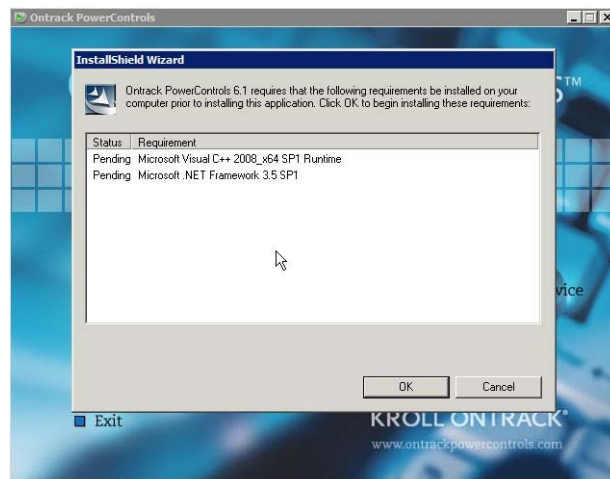 Ontrack PowerControls
InstallShield Wizard
Ontrack PowerControls 6.1 requires that the following requirements be installed on your
computer prior to installing this application. Click OK to begin installing these requirements:
TM
Status Requirement
Pending Microsoft Visual C++ 2008_x64 SP1 Runtime
Pending Microsoft .NET Framework 3.5 SP1
vice
OK Cancel
Exit
KROLL ONTRACK
www.ontrackpowercontrols.com